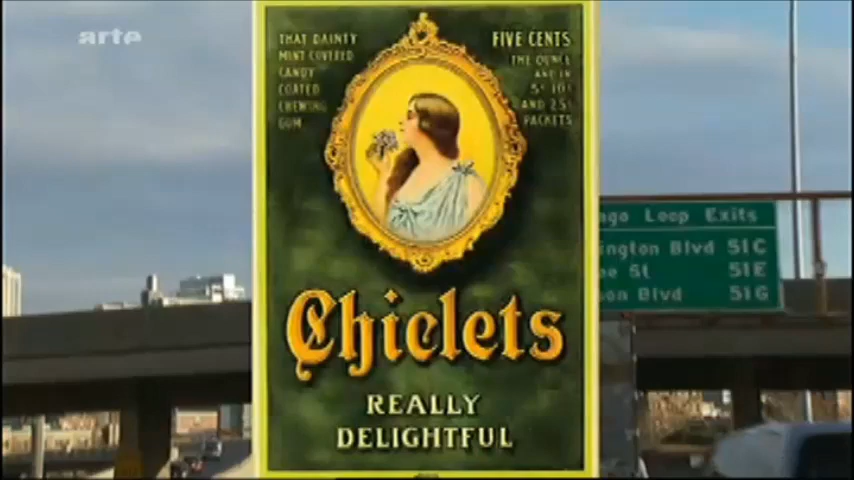 arte
THAT DAINTY
MINT COVERED
CANDY
COATED
CHEWING
GUM
FIVE CENTS
THE OUNCE
AND IN
5¢ 10¢
AND 25¢
PACKETS
Chiclets
REALLY
DELIGHTFUL
Loop Exits
Blvd 51C
St 51E
Blvd 51G